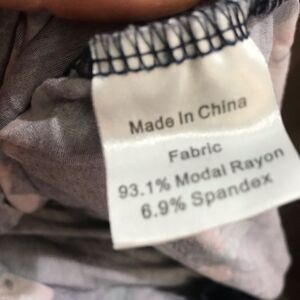 Made In China
Fabric
93.1% Modal Rayon
6.9% Spandex